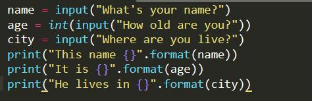 name = input("What's your name?")
age = int(input("How old are you?"))
city = input("Where are you live?")
print("This name {}".format(name))
print("It is {}".format(age))
print("He lives in {}".format(city))